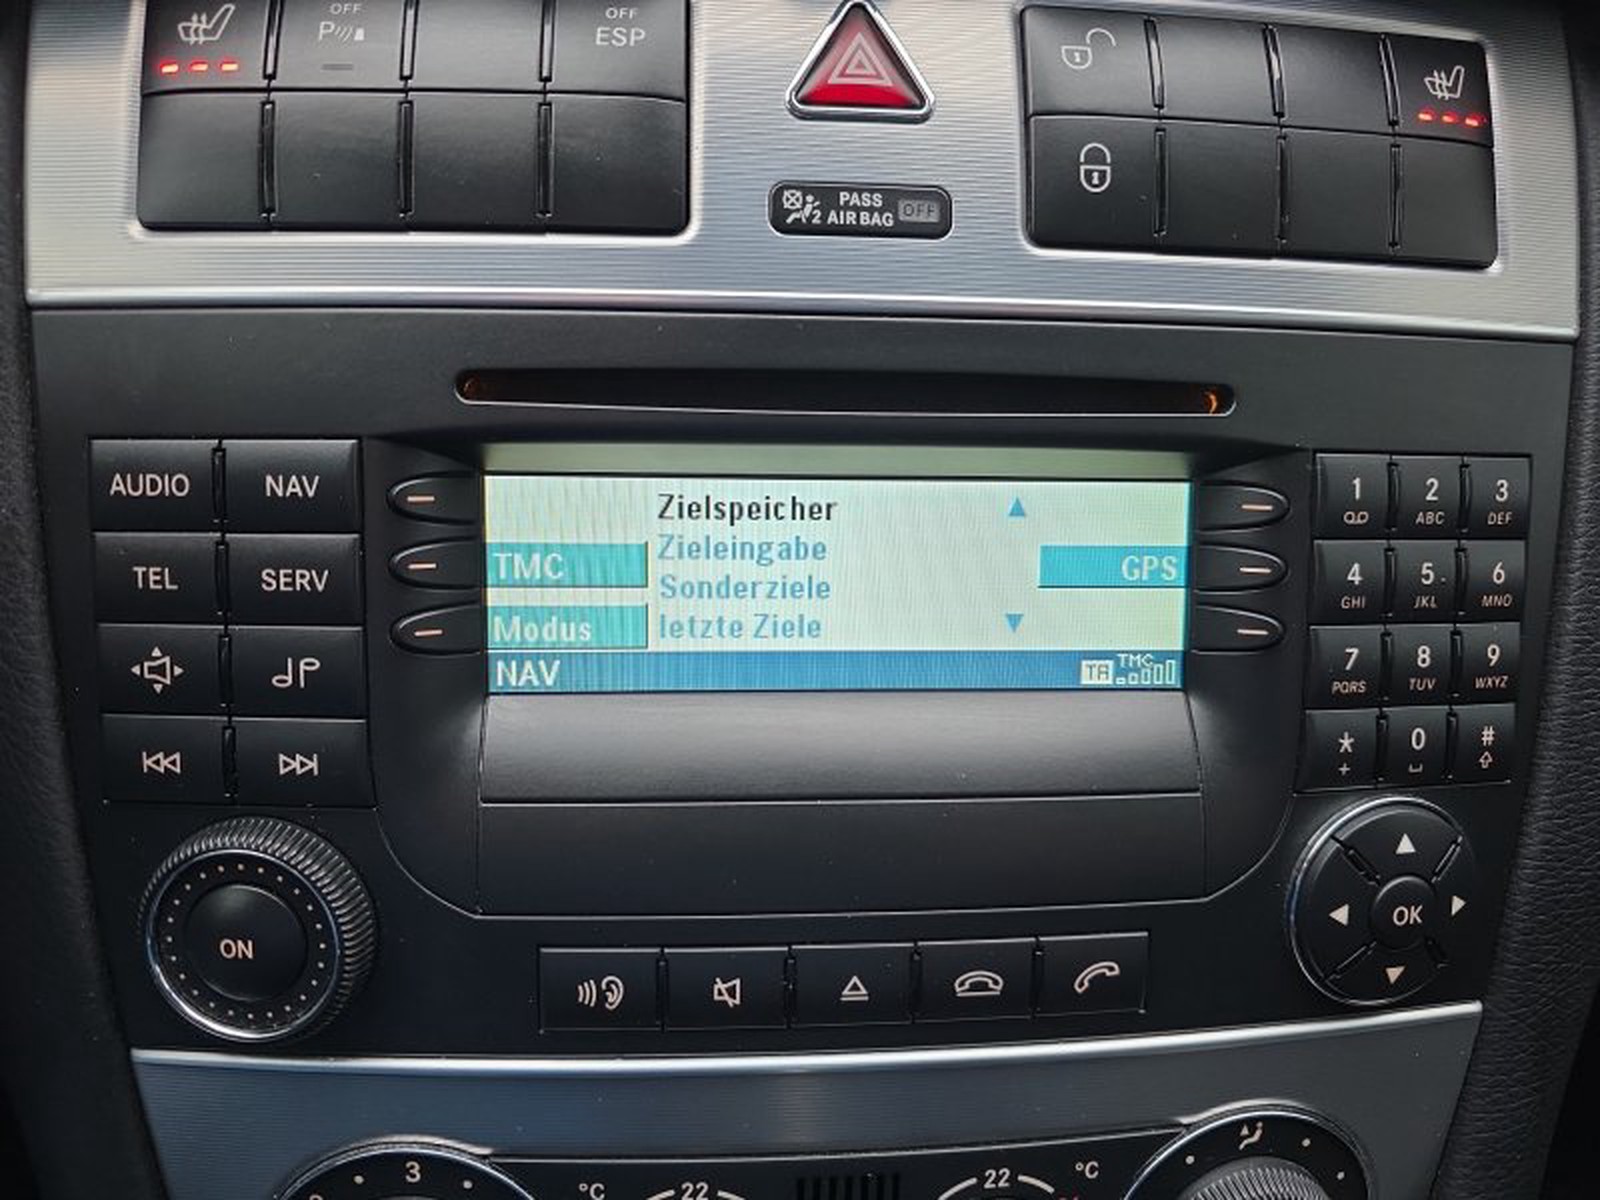 OFF
P
OFF
ESP
PASS
2 AIRBAG OFF
AUDIO NAV
TEL SERV
Zielspeicher
Zieleingabe
TMC
GPS
Sonderziele
Modus
letzte Ziele
NAV
TA TMC
1 2 ABC 3 DEF
4 GHI 5 JKL 6 MNO
7 PQRS 8 TUV 9 WXYZ
* + 0 #
ON
OK
3
°C
22
22
°C